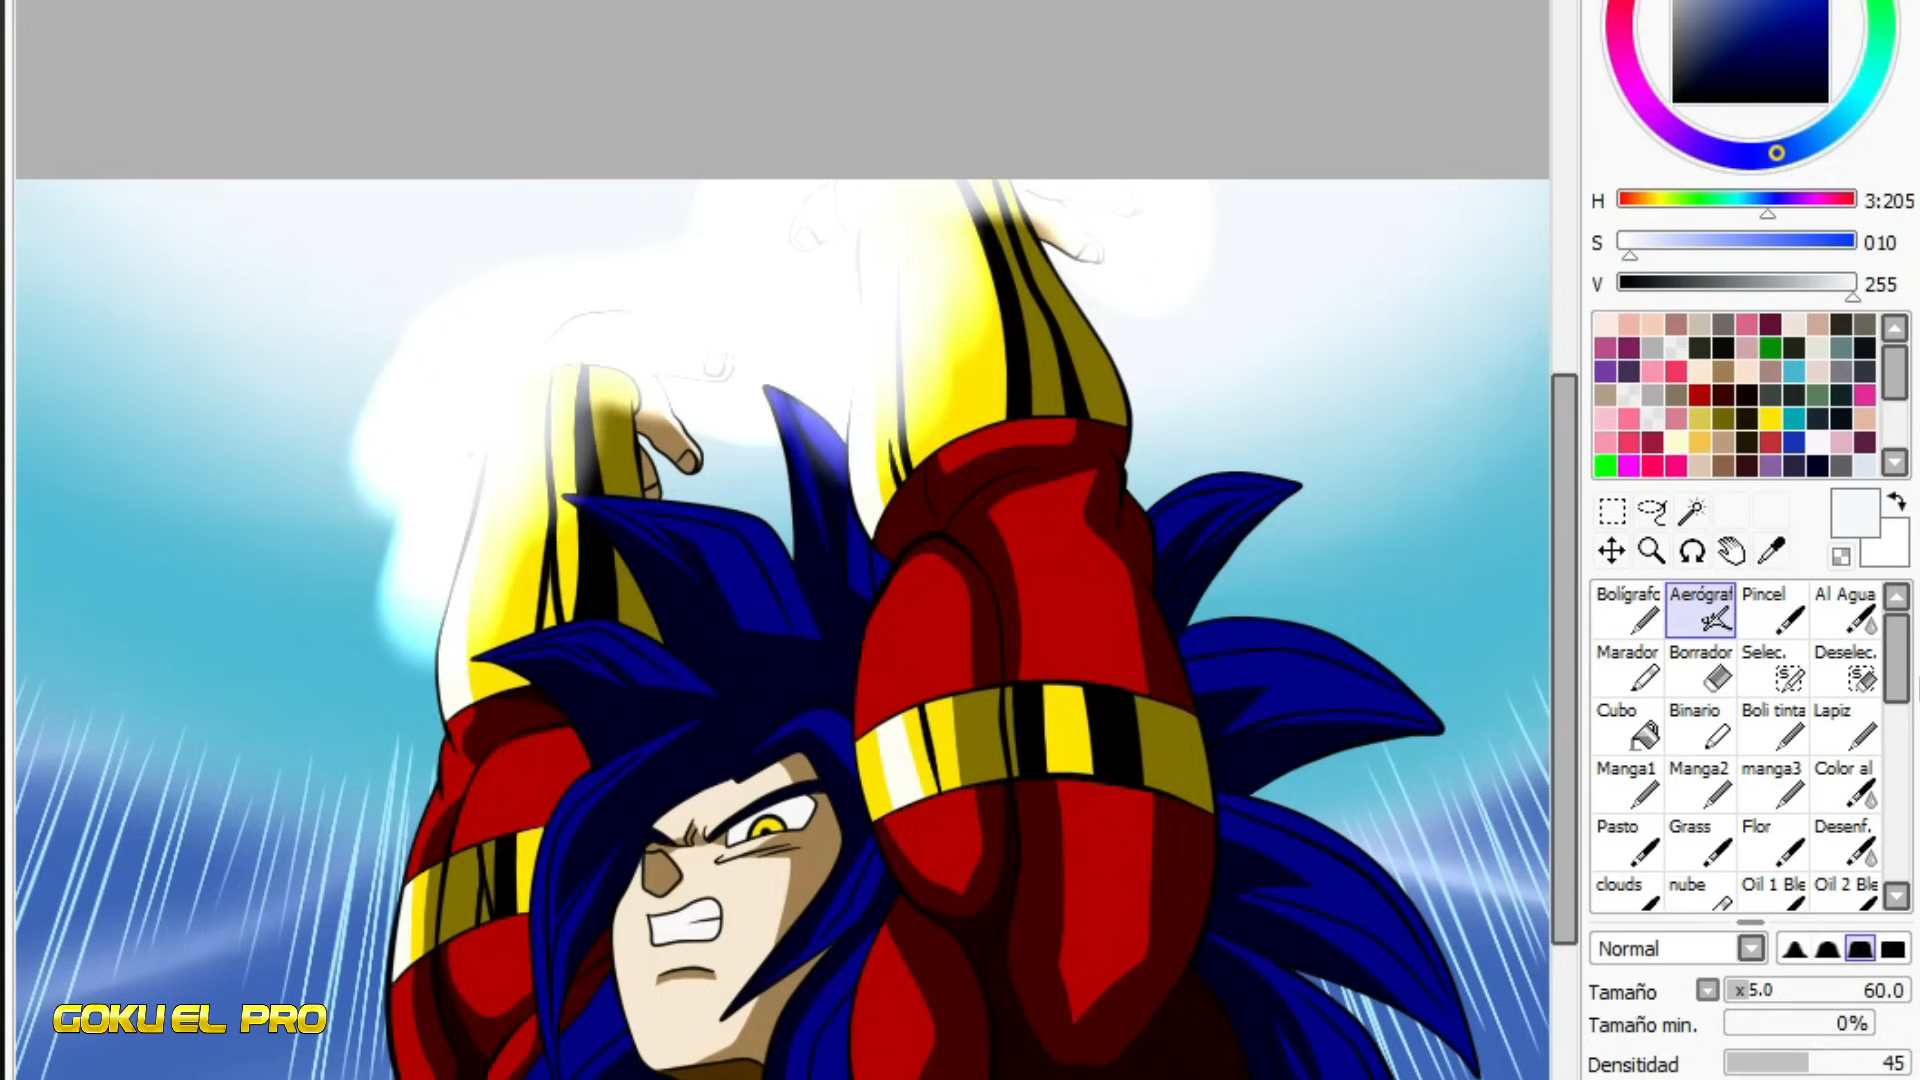 H 3:205
S 010
V 255
Bolígrafc Aerógraf Pincel Al Agua
Marador Borrador Selec. Deselec.
Cubo Binario Boli tinta Lapiz
Manga1 Manga2 manga3 Color al
Pasto Grass Flor Desenf.
clouds nube Oil 1 Ble Oil 2 Ble
Normal
Tamaño x 5.0 60.0
Tamaño min. 0%
Densitidad 45
GOKU EL PRO